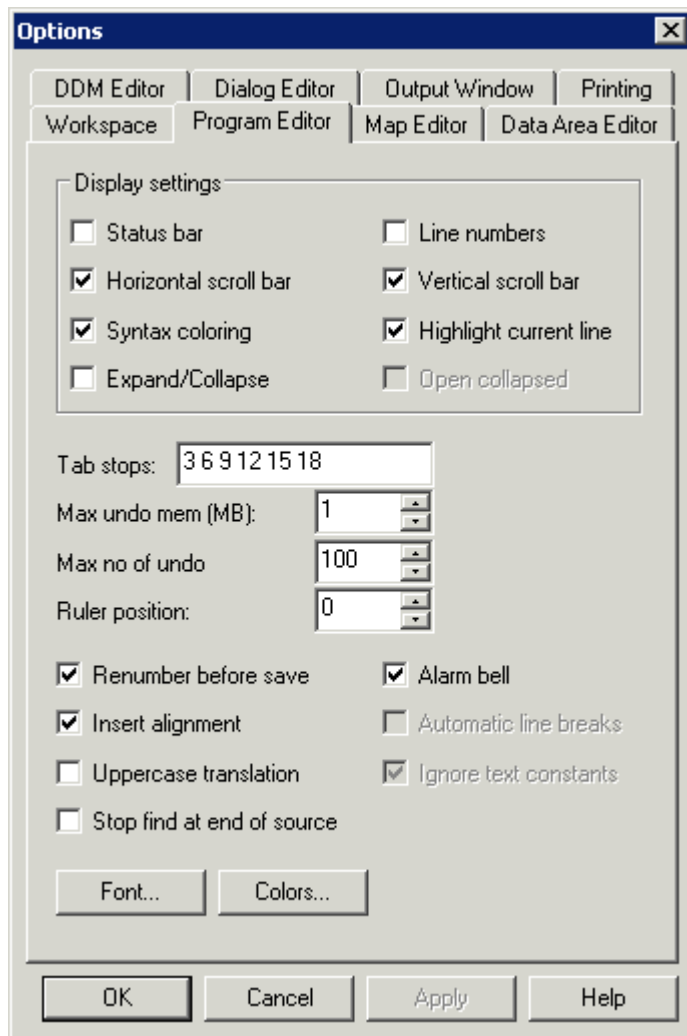 Options
DDM Editor Dialog Editor Output Window Printing
Workspace Program Editor Map Editor Data Area Editor
Display settings
Status bar Line numbers
Horizontal scroll bar Vertical scroll bar
Syntax coloring Highlight current line
Expand/Collapse Open collapsed
Tab stops: 3 6 9 12 15 18
Max undo mem (MB): 1
Max no of undo 100
Ruler position: 0
Renumber before save Alarm bell
Insert alignment Automatic line breaks
Uppercase translation Ignore text constants
Stop find at end of source
Font... Colors...
OK Cancel Apply Help